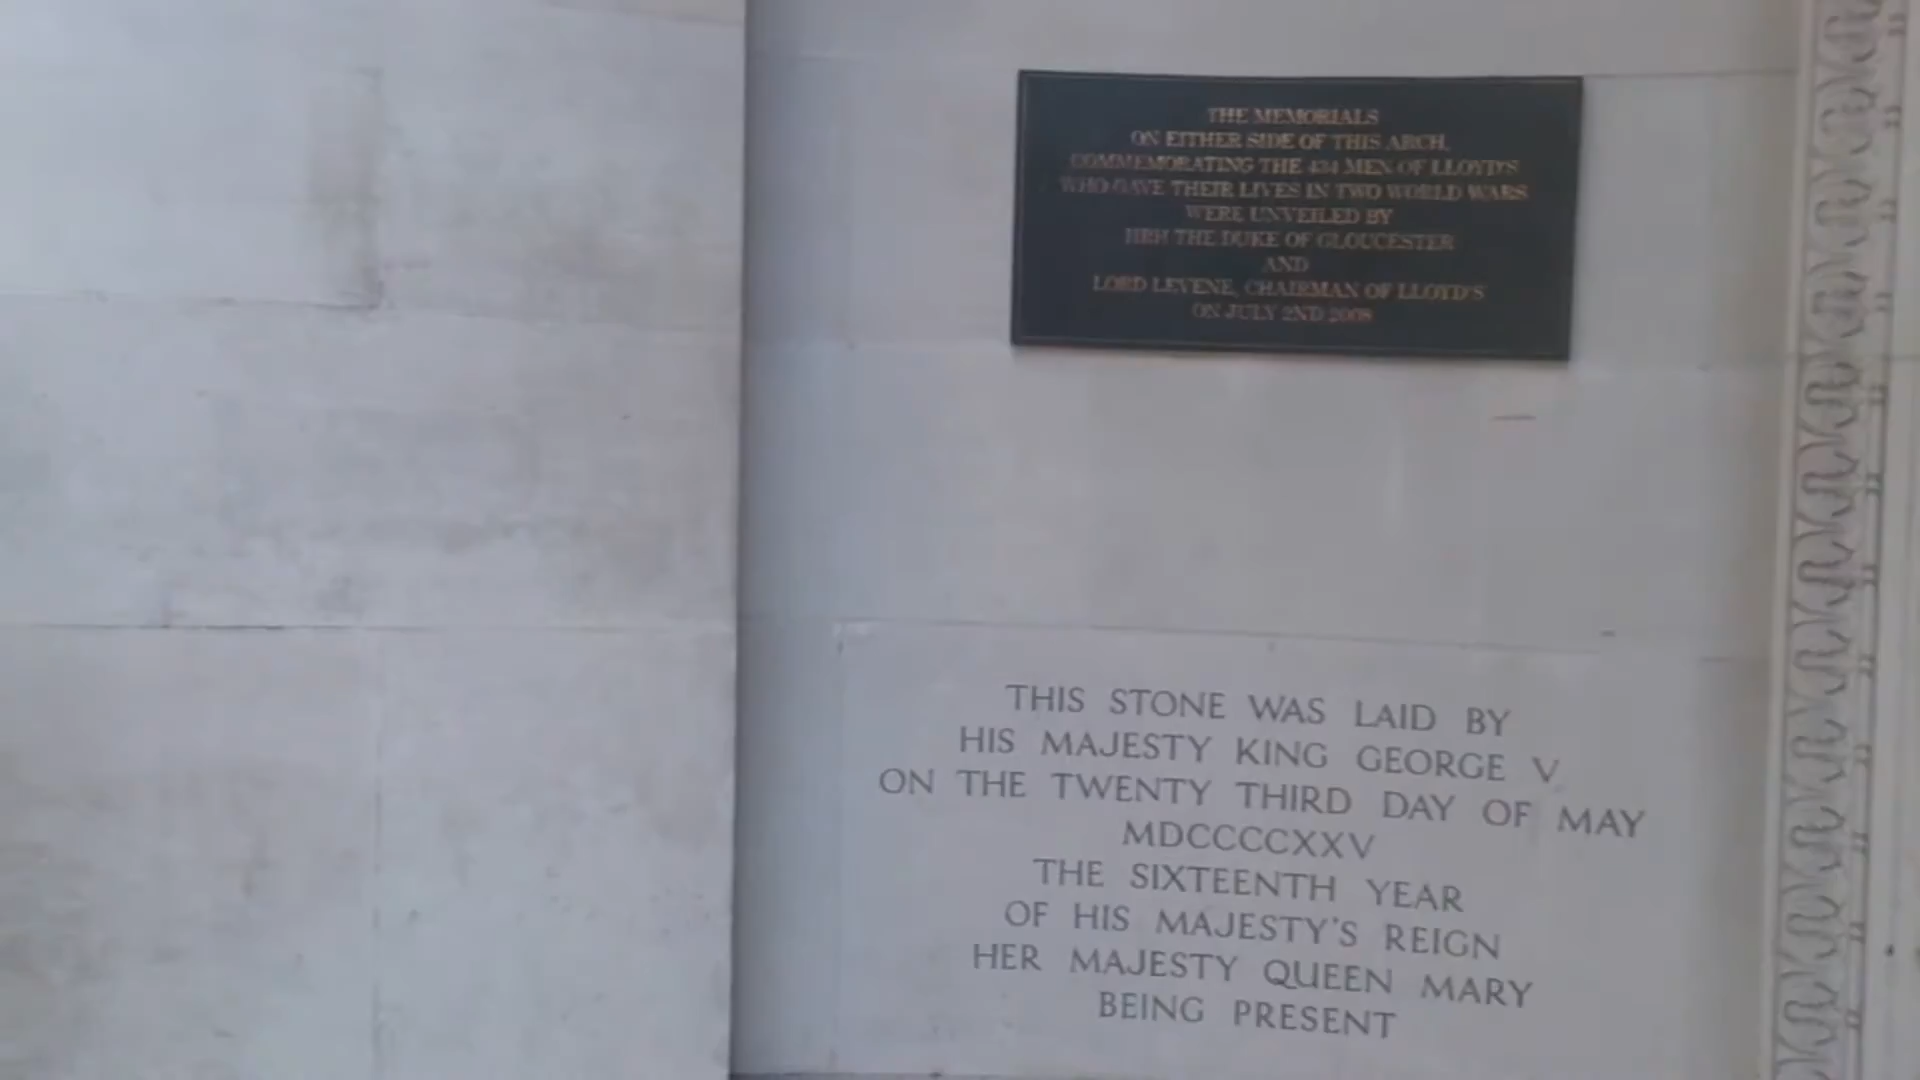 THE MEMORIALS
ON EITHER SIDE OF THIS ARCH,
COMMEMORATING THE 434 MEN OF LLOYD'S
WHO GAVE THEIR LIVES IN TWO WORLD WARS
WERE UNVEILED BY
HRH THE DUKE OF GLOUCESTER
AND
LORD LEVENE, CHAIRMAN OF LLOYD'S
ON JULY 2ND 2008
THIS STONE WAS LAID BY
HIS MAJESTY KING GEORGE V
ON THE TWENTY THIRD DAY OF MAY
MDCCCCXXV
THE SIXTEENTH YEAR
OF HIS MAJESTY'S REIGN
HER MAJESTY QUEEN MARY
BEING PRESENT